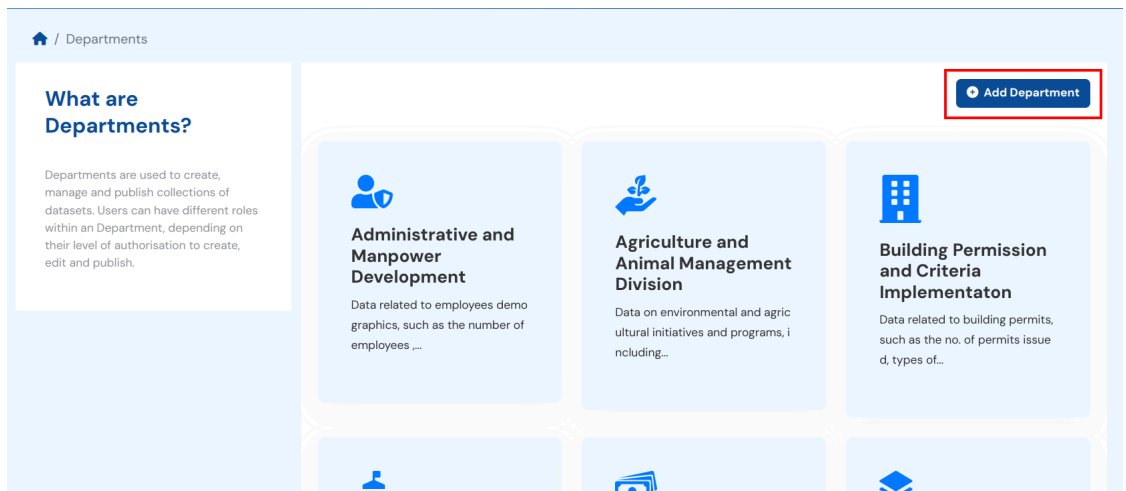 / Departments
What are
Departments?
Departments are used to create,
manage and publish collections of
datasets. Users can have different roles
within an Department, depending on
their level of authorisation to create,
edit and publish.
Add Department
Administrative and
Manpower
Development
Data related to employees demo
graphics, such as the number of
employees ,...
Agriculture and
Animal Management
Division
Data on environmental and agric
ultural initiatives and programs, i
ncluding...
Building Permission
and Criteria
Implementaton
Data related to building permits,
such as the no. of permits issue
d, types of...